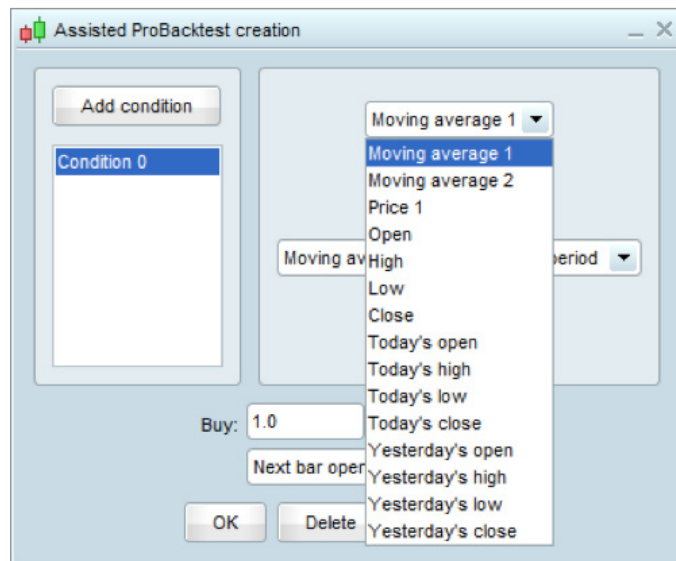 Assisted ProBacktest creation
Add condition
Condition 0
Moving average 1
Moving average 1
Moving average 2
Price 1
Open
High
Low
Close
Today's open
Today's high
Today's low
Today's close
Yesterday's open
Yesterday's high
Yesterday's low
Yesterday's close
Moving
period
Buy: 1.0
Next bar
OK
Delete